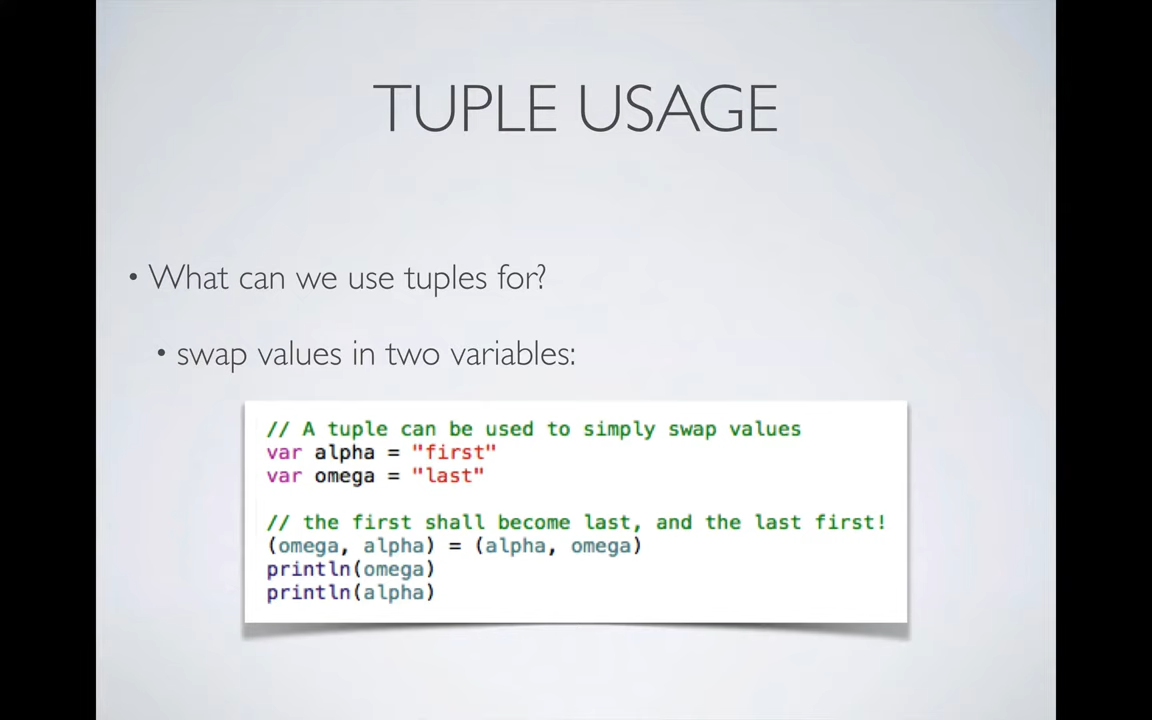 TUPLE USAGE
• What can we use tuples for?
• swap values in two variables:
// A tuple can be used to simply swap values
var alpha = "first"
var omega = "last"
// the first shall become last, and the last first!
(omega, alpha) = (alpha, omega)
println(omega)
println(alpha)